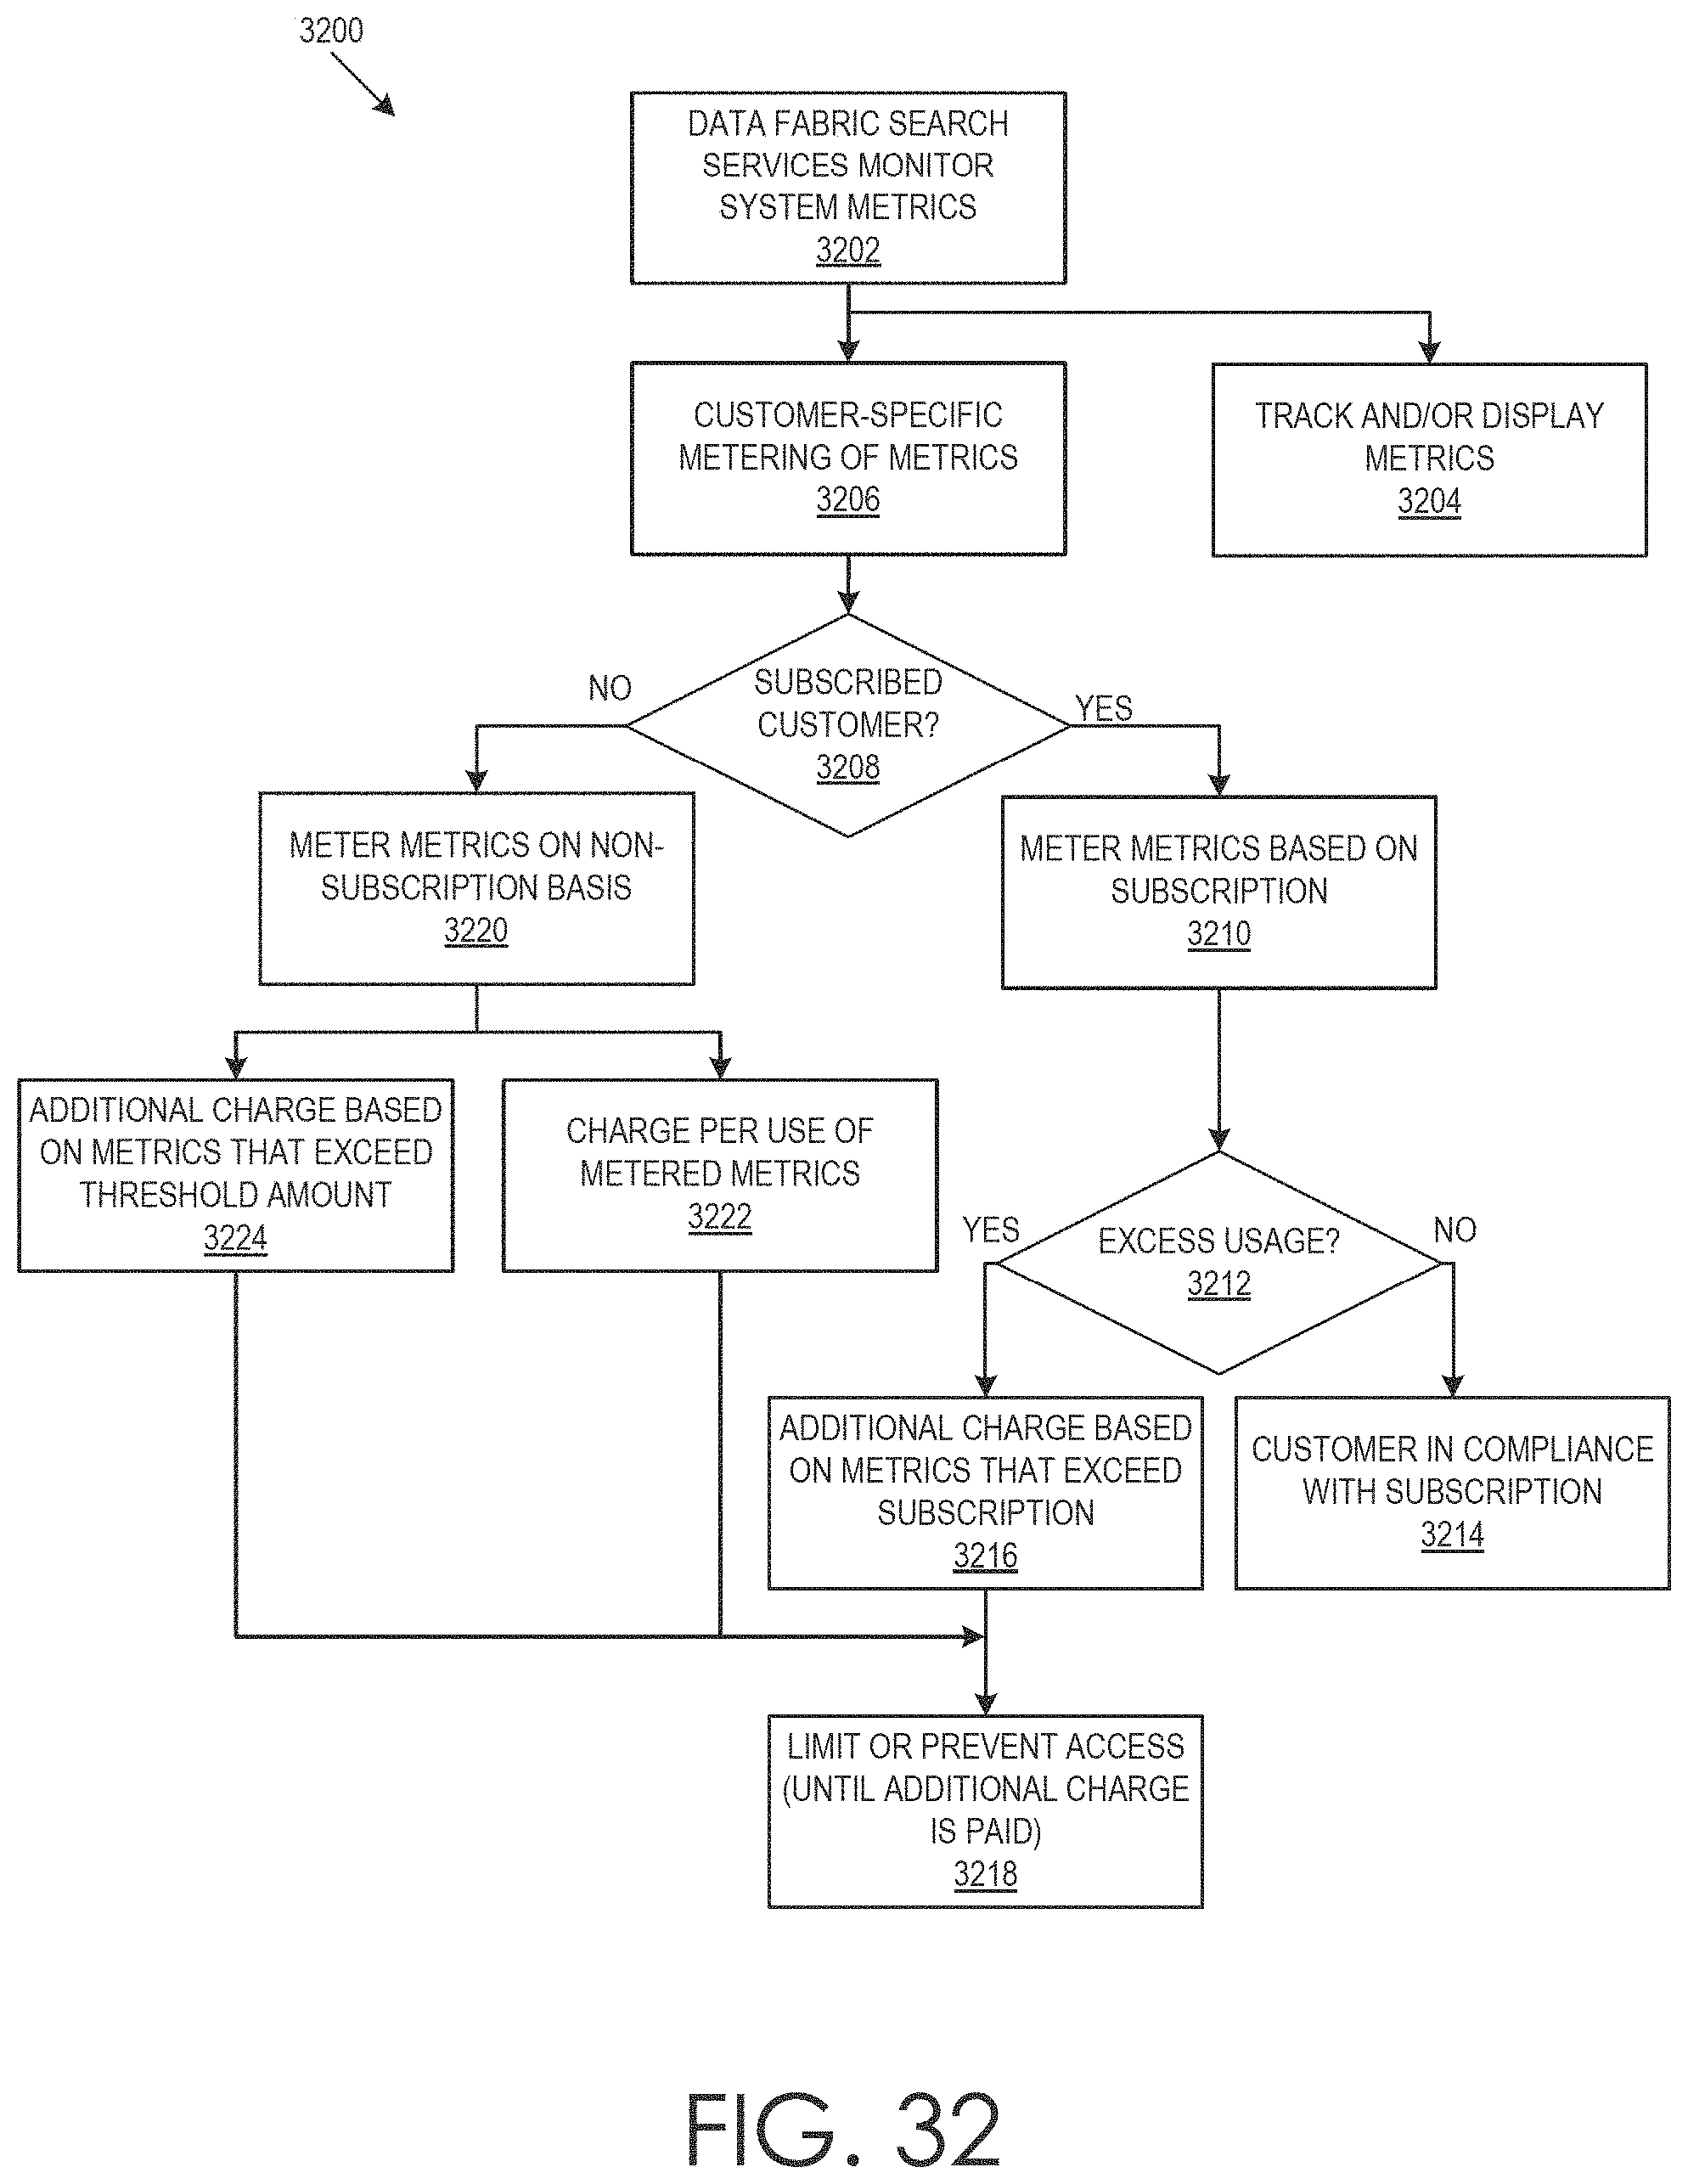 3200
DATA FABRIC SEARCH
SERVICES MONITOR
SYSTEM METRICS
3202
CUSTOMER-SPECIFIC
METERING OF METRICS
3206
TRACK AND/OR DISPLAY
METRICS
3204
SUBSCRIBED
CUSTOMER?
3208
NO
YES
METER METRICS ON NON-
SUBSCRIPTION BASIS
3220
METER METRICS BASED ON
SUBSCRIPTION
3210
ADDITIONAL CHARGE BASED
ON METRICS THAT EXCEED
THRESHOLD AMOUNT
3224
CHARGE PER USE OF
METERED METRICS
3222
YES
EXCESS USAGE?
3212
NO
ADDITIONAL CHARGE BASED
ON METRICS THAT EXCEED
SUBSCRIPTION
3216
CUSTOMER IN COMPLIANCE
WITH SUBSCRIPTION
3214
LIMIT OR PREVENT ACCESS
(UNTIL ADDITIONAL CHARGE
IS PAID)
3218
FIG. 32